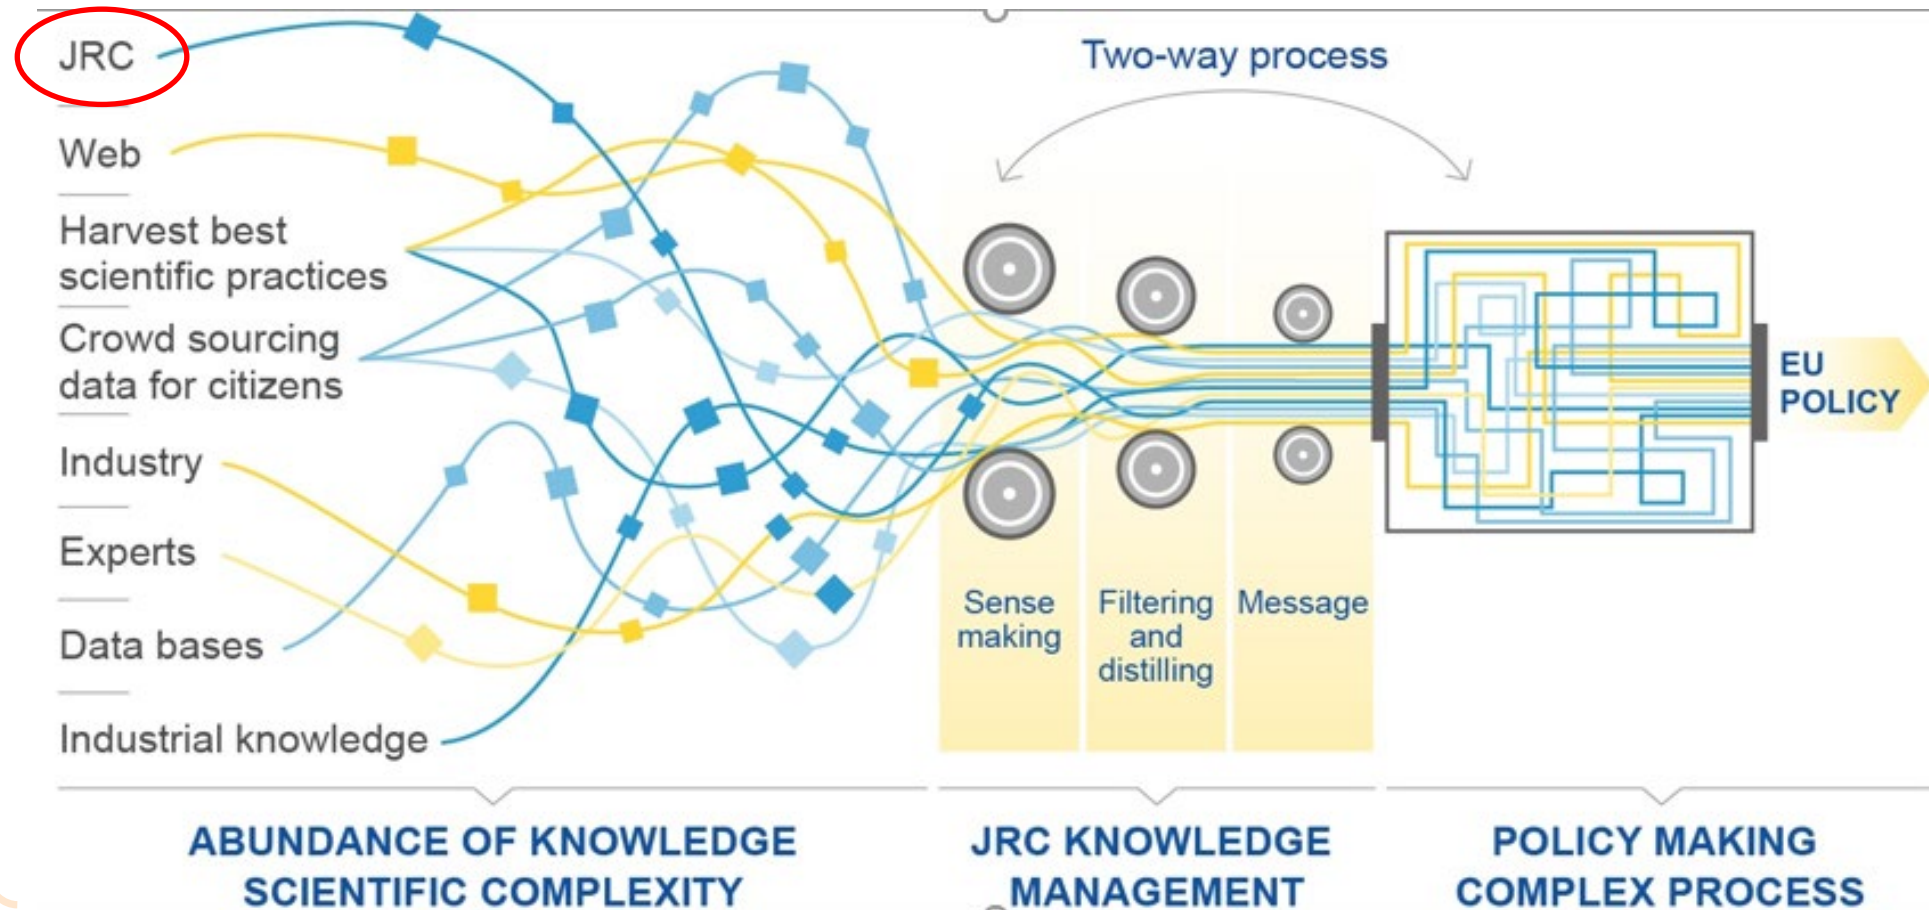 JRC
Web
Harvest best
scientific practices
Crowd sourcing
data for citizens
Industry
Experts
Data bases
Industrial knowledge
Two-way process
Sense
making
Filtering
and
distilling
Message
EU
POLICY
ABUNDANCE OF KNOWLEDGE
SCIENTIFIC COMPLEXITY
JRC KNOWLEDGE
MANAGEMENT
POLICY MAKING
COMPLEX PROCESS